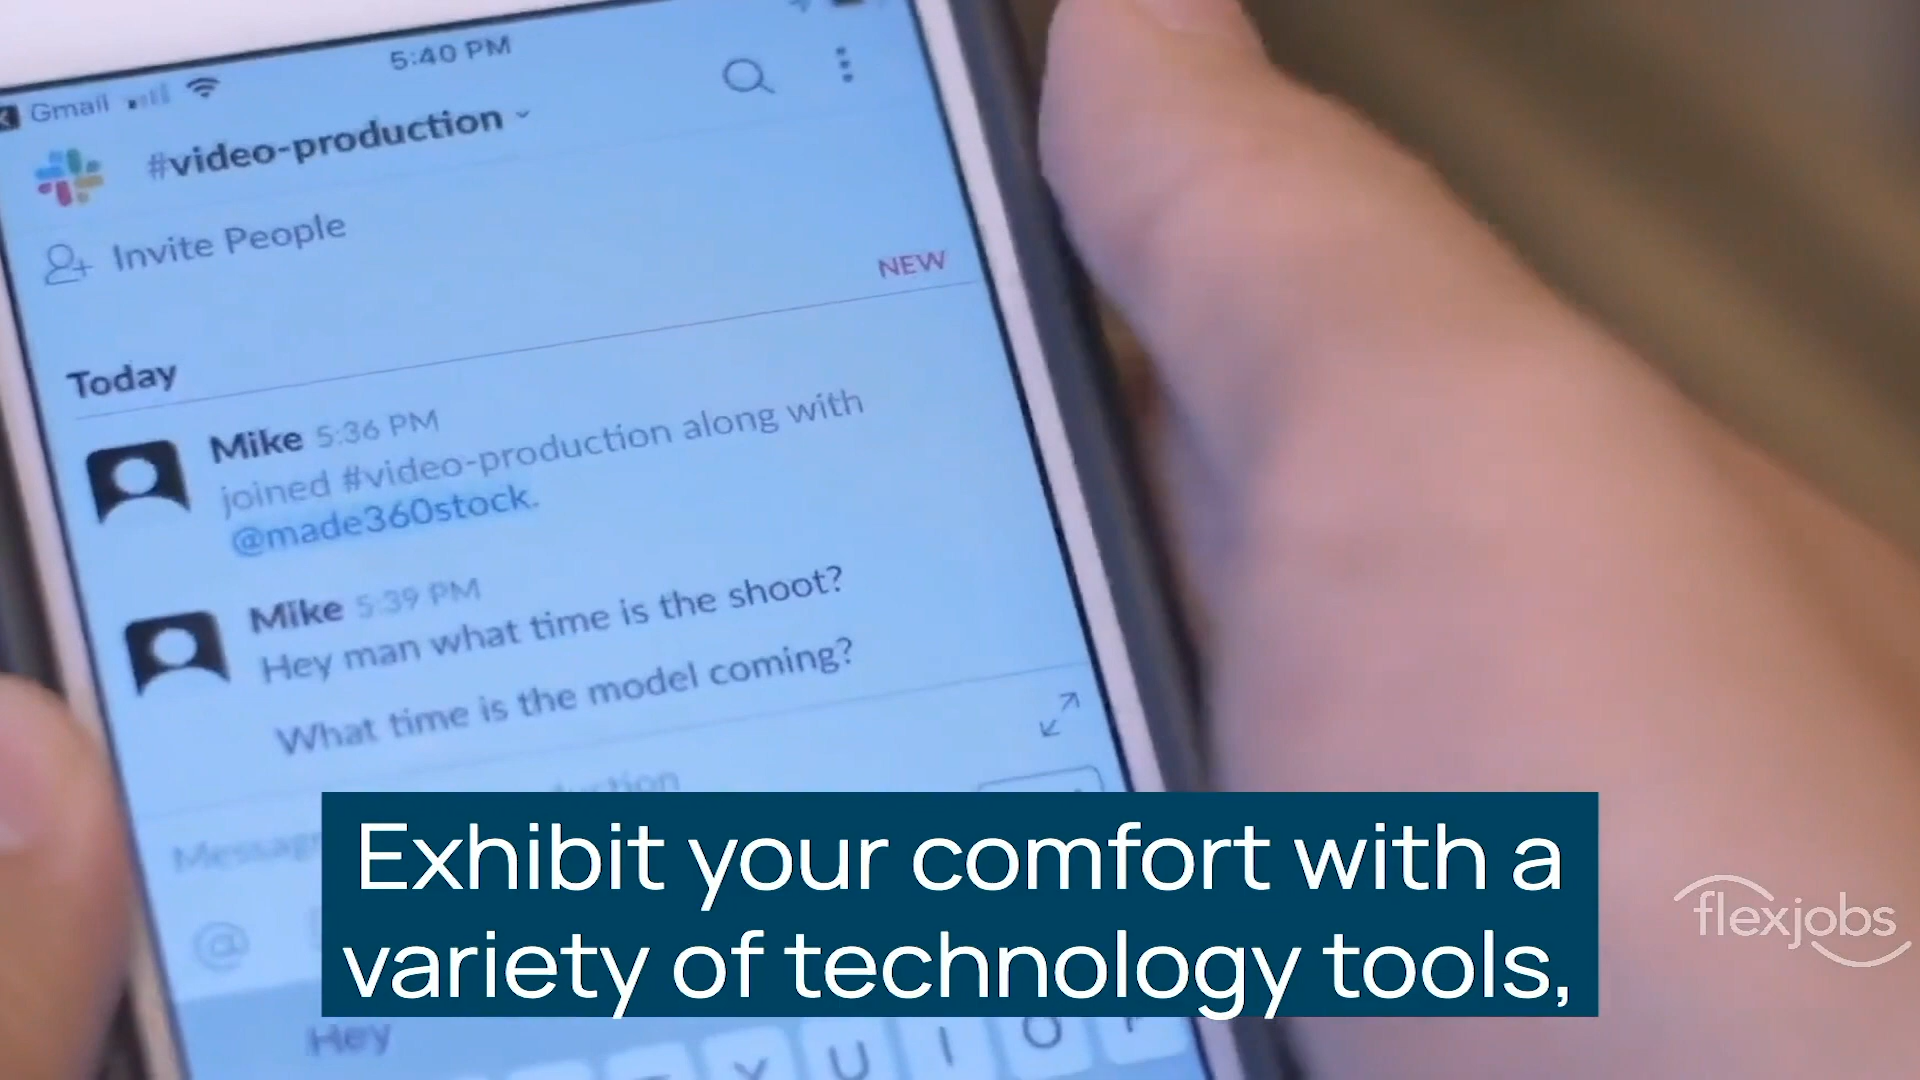 5:40 PM
Gmail
#video-production
Invite People
NEW
Today
Mike 5:36 PM
joined #video-production along with
@made360stock.
Mike 5:39 PM
Hey man what time is the shoot?
What time is the model coming?
Exhibit your comfort with a
variety of technology tools,
flexjobs
@
Hey
Y U I O P